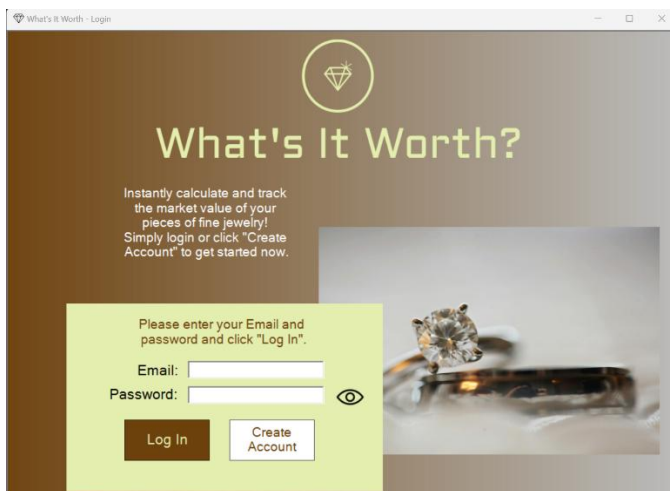 What's It Worth - Login
What's It Worth?
Instantly calculate and track
the market value of your
pieces of fine jewelry!
Simply login or click "Create
Account" to get started now.
Please enter your Email and
password and click "Log In".
Email:
Password:
Log In
Create
Account